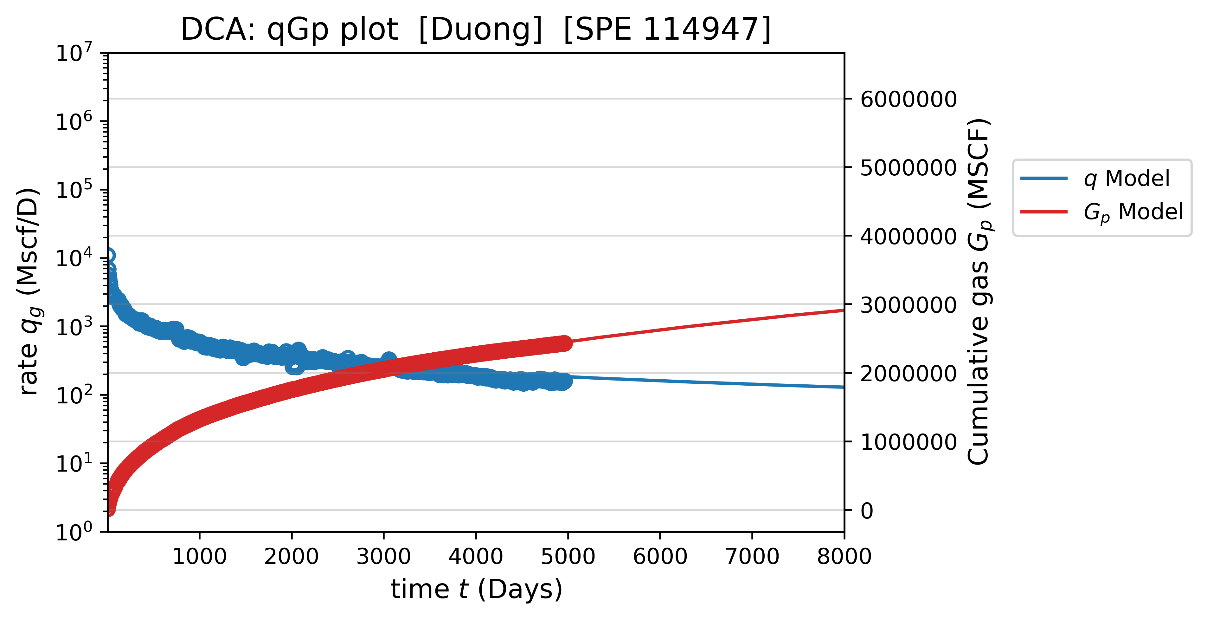 DCA: qGp plot [Duong] [SPE 114947]
rate q_g (Mscf/D)
10^7
10^6
10^5
10^4
10^3
10^2
10^1
10^0
1000 2000 3000 4000 5000 6000 7000 8000
time t (Days)
6000000
5000000
4000000
3000000
2000000
1000000
0
Cumulative gas G_p (MSCF)
q Model
G_p Model